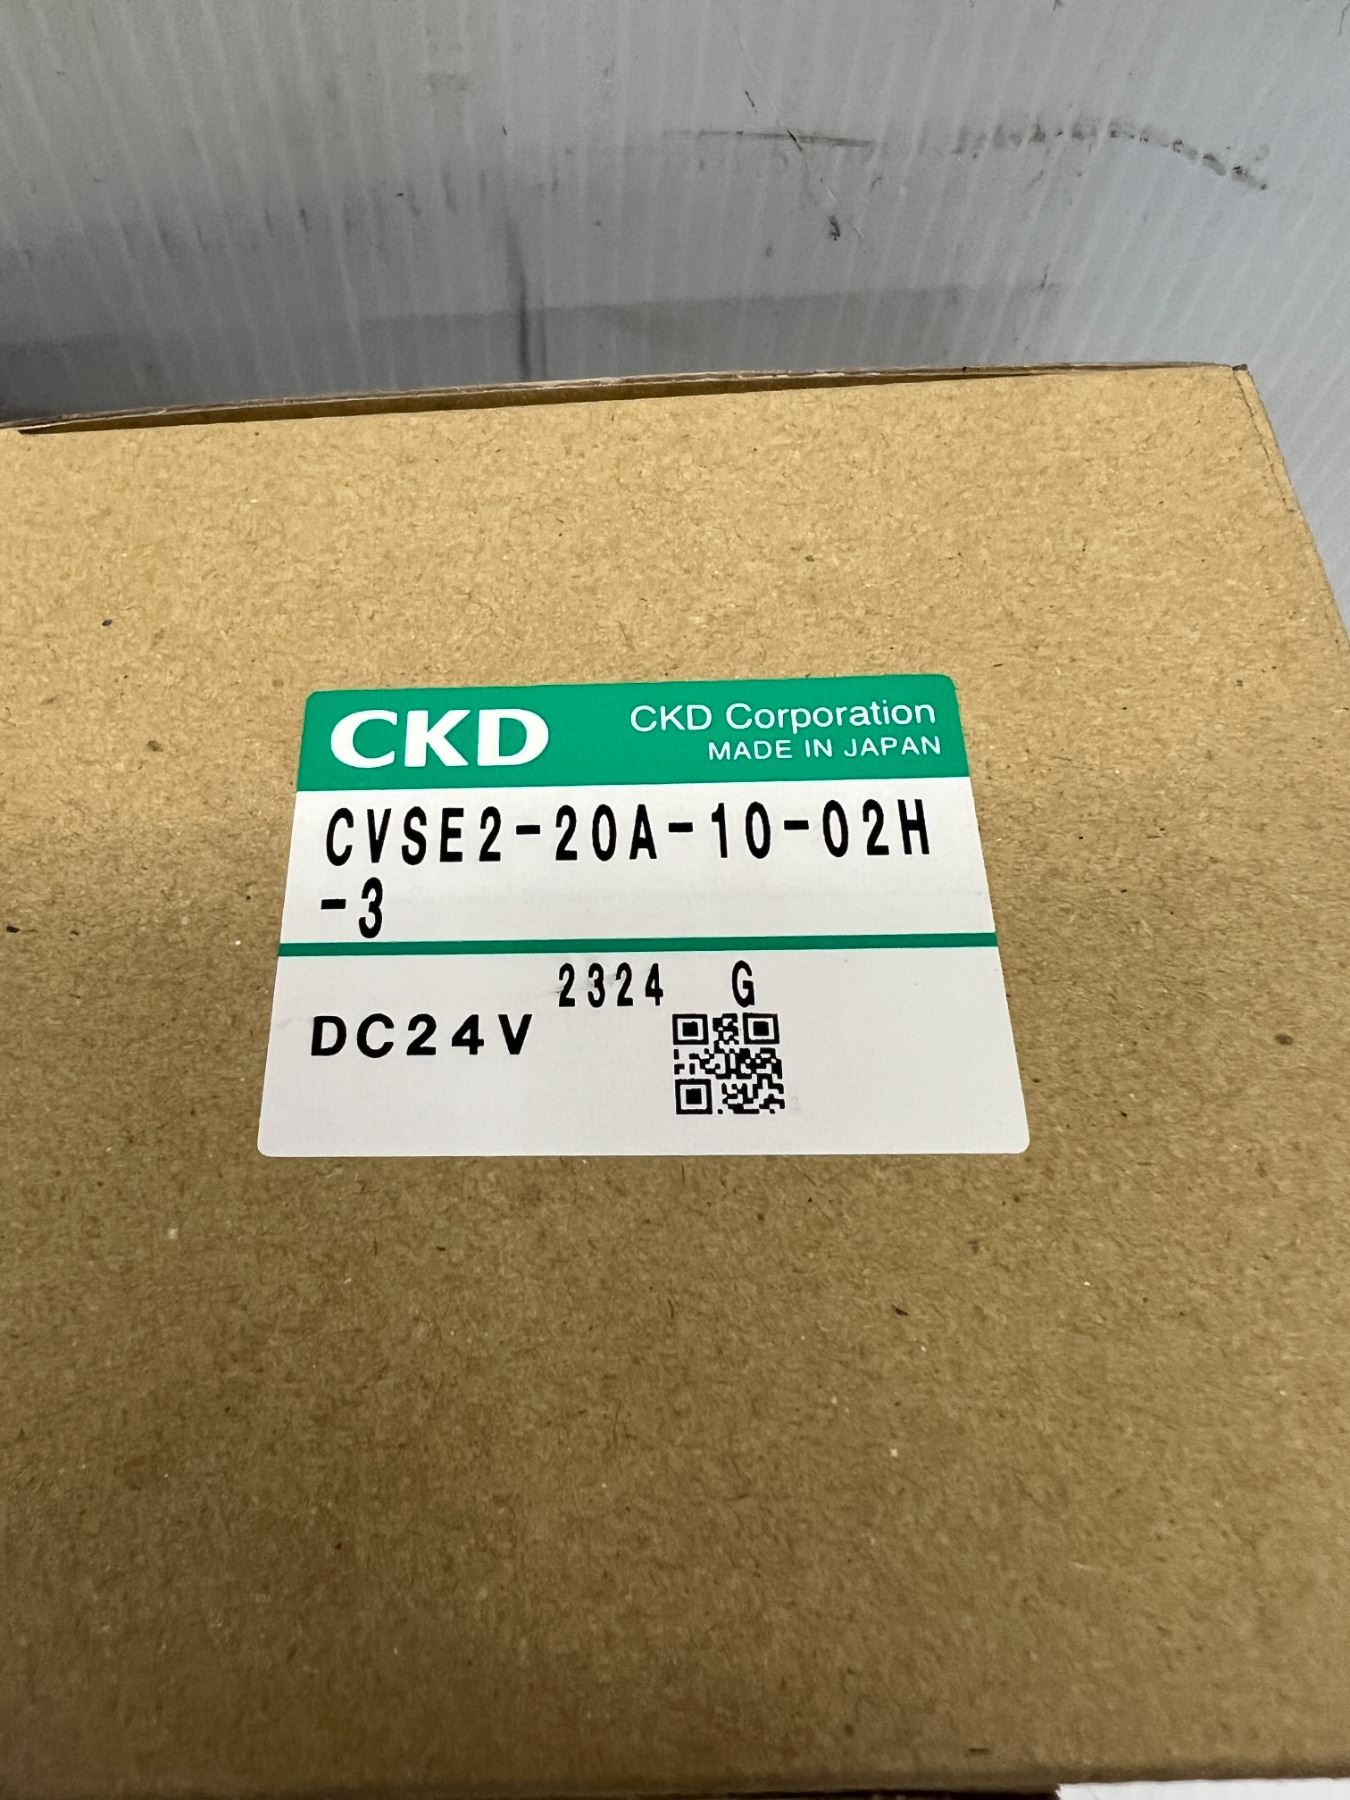 CKD
CKD Corporation
MADE IN JAPAN
CVSE2-20A-10-02H
-3
2324 G
DC24V